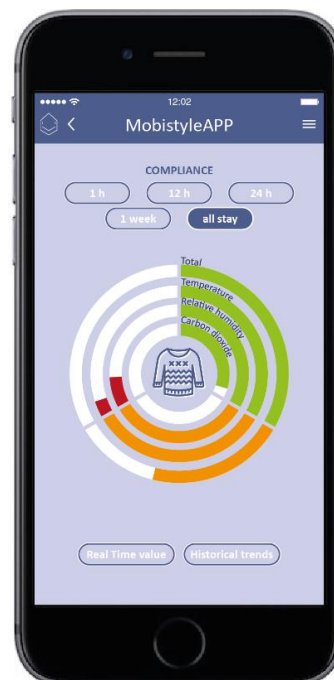 12:02
MobistyleAPP
COMPLIANCE
1 h 12 h 24 h
1 week all stay
Total
Temperature
Relative humidity
Carbon dioxide
xxx
Real Time value Historical trends